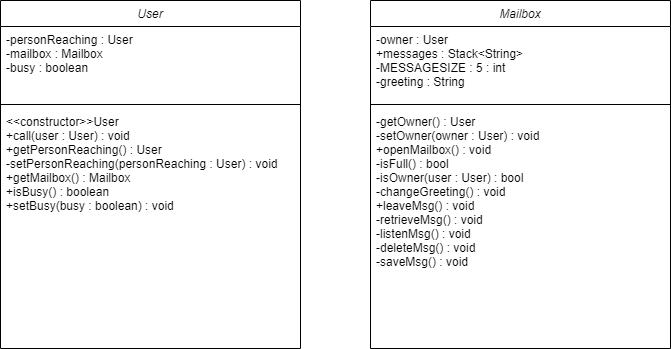 User
-personReaching : User
-mailbox : Mailbox
-busy : boolean
<<constructor>>User
+call(user : User) : void
+getPersonReaching() : User
-setPersonReaching(personReaching : User) : void
+getMailbox() : Mailbox
+isBusy() : boolean
+setBusy(busy : boolean) : void
Mailbox
-owner : User
+messages : Stack<String>
-MESSAGESIZE : 5 : int
-greeting : String
-getOwner() : User
-setOwner(owner : User) : void
+openMailbox() : void
-isFull() : bool
-isOwner(user : User) : bool
-changeGreeting() : void
+leaveMsg() : void
-retrieveMsg() : void
-listenMsg() : void
-deleteMsg() : void
-saveMsg() : void